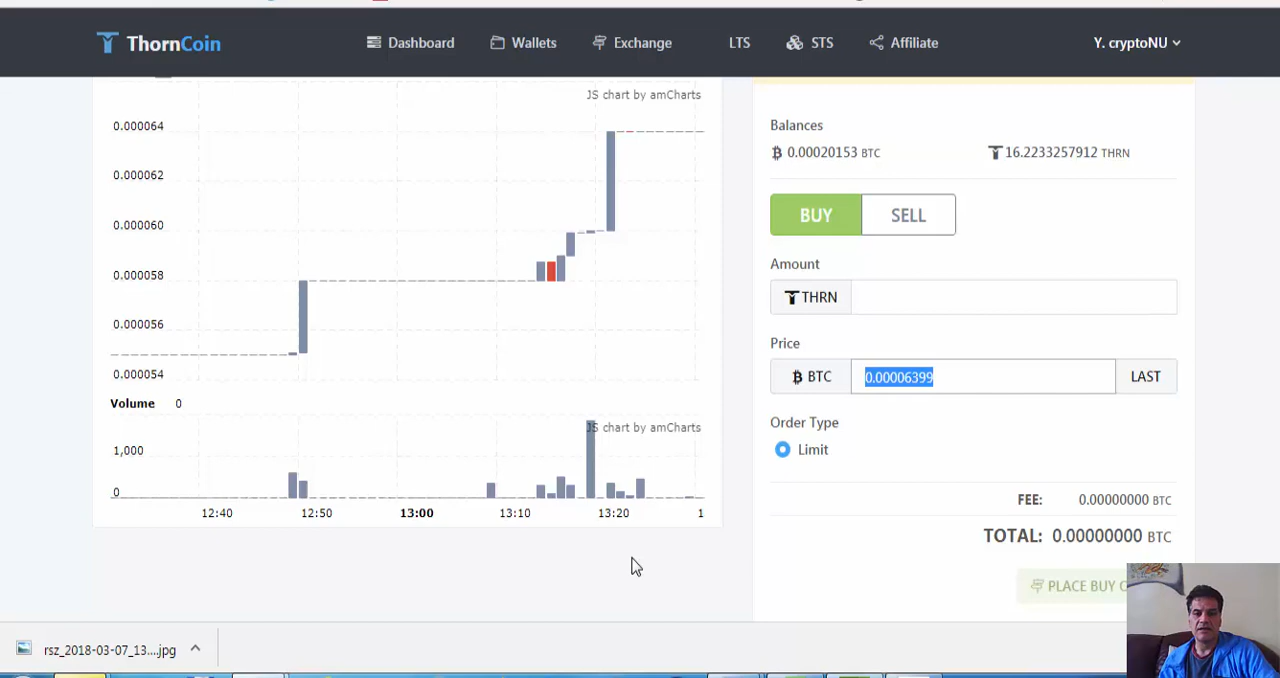 ThornCoin
Dashboard
Wallets
Exchange
LTS
STS
Affiliate
Y. cryptoNU
JS chart by amCharts
0.000064
0.000062
0.000060
0.000058
0.000056
0.000054
Volume 0
JS chart by amCharts
1,000
0
12:40 12:50 13:00 13:10 13:20 1
Balances
0.00020153 BTC
16.2233257912 THRN
BUY SELL
Amount
THRN
Price
BTC 0.00006399 LAST
Order Type
Limit
FEE: 0.00000000 BTC
TOTAL: 0.00000000 BTC
PLACE BUY
rsz_2018-03-07_13....jpg